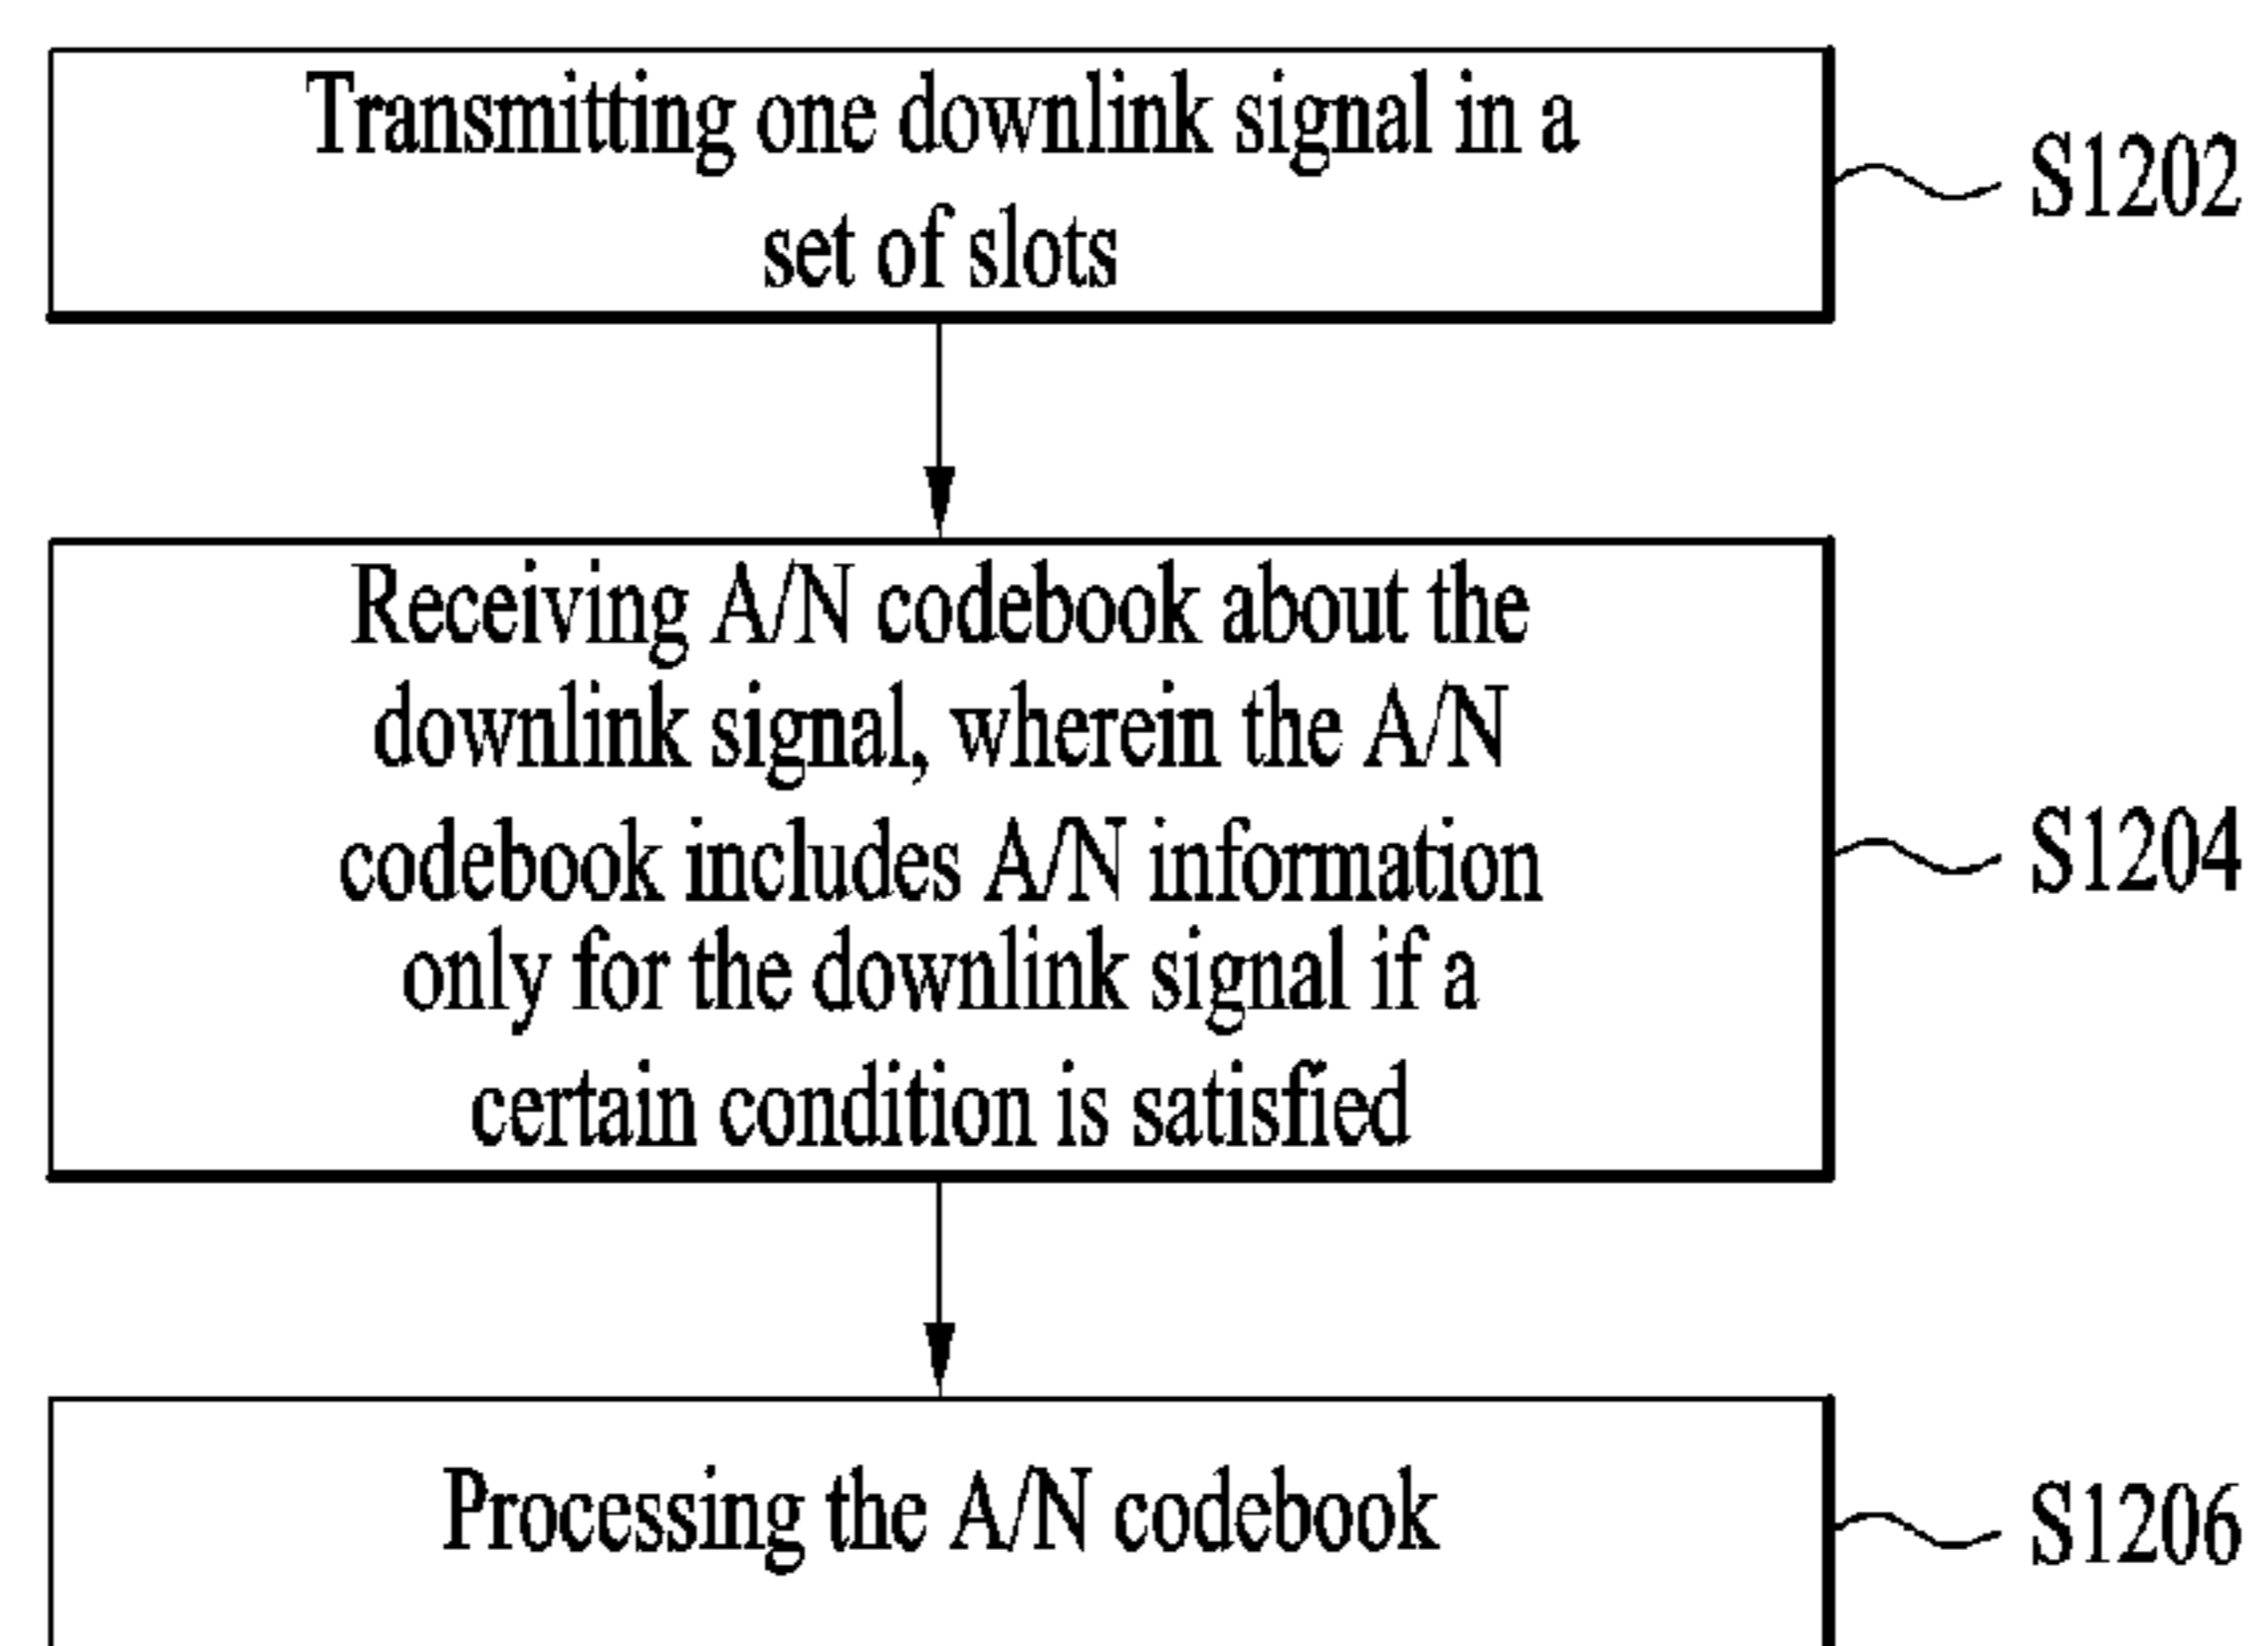 Transmitting one downlink signal in a
set of slots
S1202
Receiving A/N codebook about the
downlink signal, wherein the A/N
codebook includes A/N information
only for the downlink signal if a
certain condition is satisfied
S1204
Processing the A/N codebook
S1206